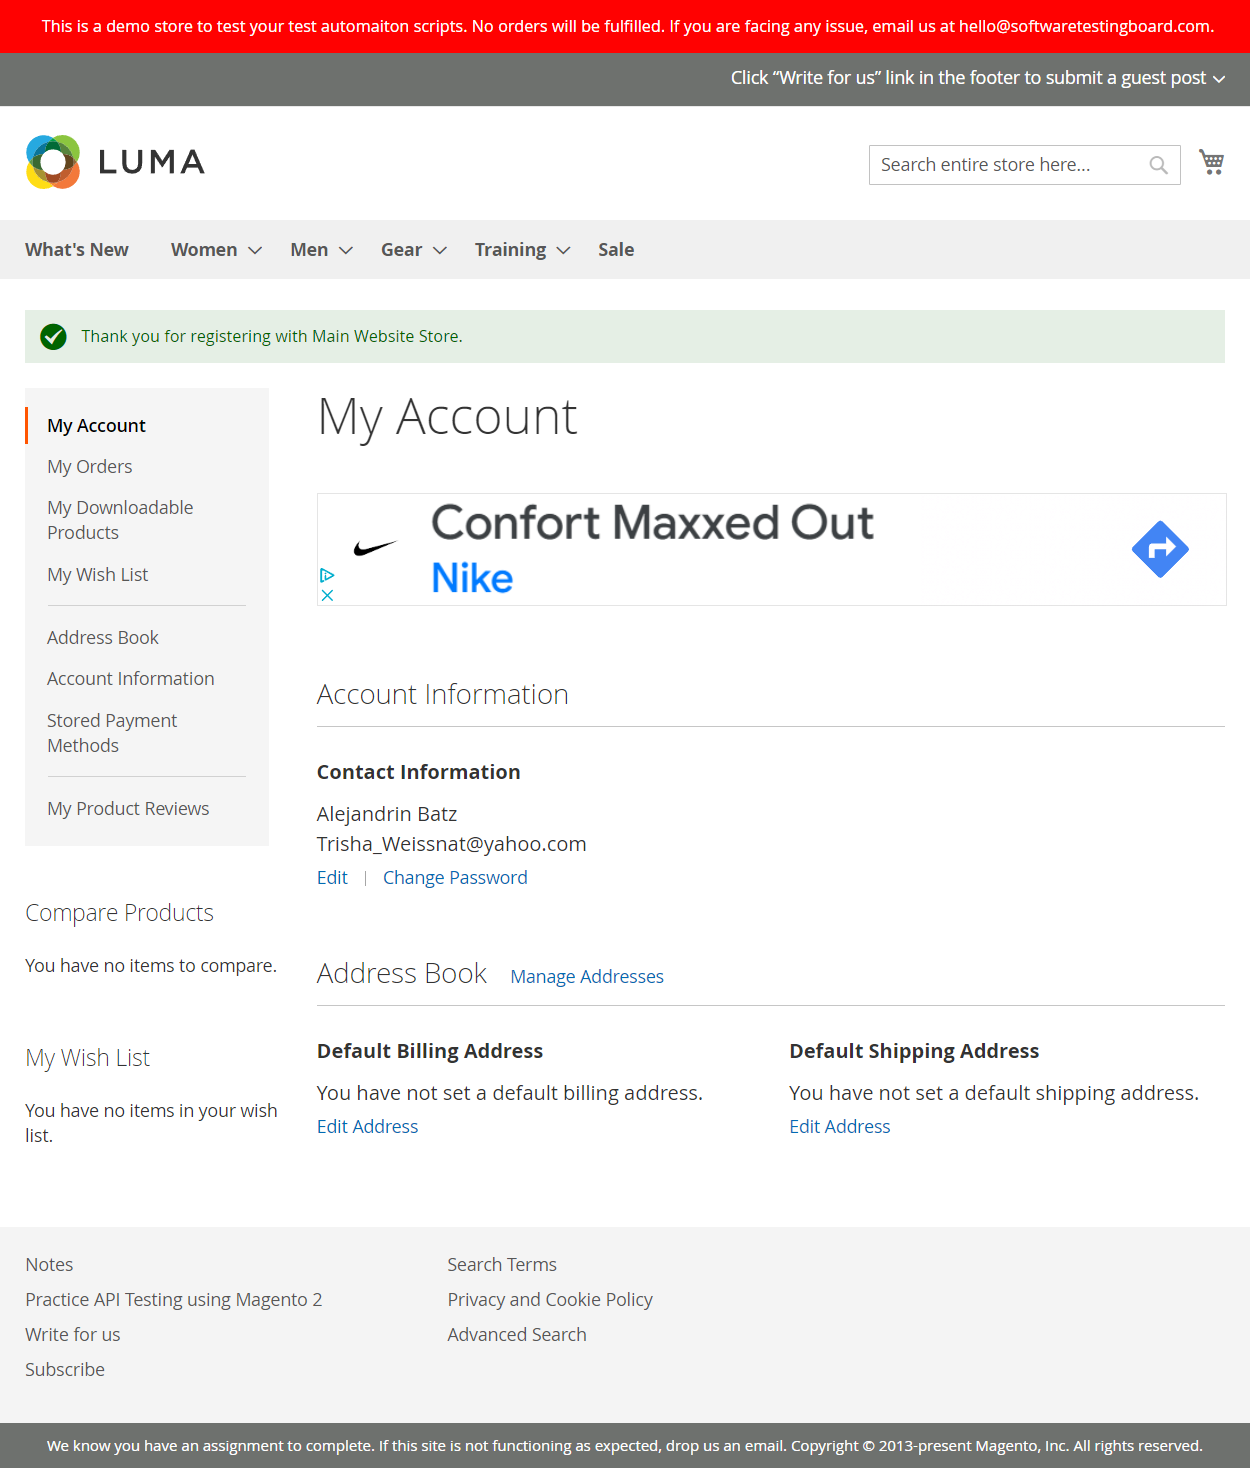 This is a demo store to test your test automaiton scripts. No orders will be fulfilled. If you are facing any issue, email us at hello@softwaretestingboard.com.
Click “Write for us” link in the footer to submit a guest post
LUMA
Search entire store here...
What's New Women Men Gear Training Sale
Thank you for registering with Main Website Store.
My Account
My Orders
My Downloadable
Products
My Wish List
Address Book
Account Information
Stored Payment
Methods
My Product Reviews
Compare Products
You have no items to compare.
My Wish List
You have no items in your wish
list.
My Account
Confort Maxxed Out
Nike
Account Information
Contact Information
Alejandrin Batz
Trisha_Weissnat@yahoo.com
Edit | Change Password
Address Book Manage Addresses
Default Billing Address
You have not set a default billing address.
Edit Address
Default Shipping Address
You have not set a default shipping address.
Edit Address
Notes
Practice API Testing using Magento 2
Write for us
Subscribe
Search Terms
Privacy and Cookie Policy
Advanced Search
We know you have an assignment to complete. If this site is not functioning as expected, drop us an email. Copyright © 2013-present Magento, Inc. All rights reserved.